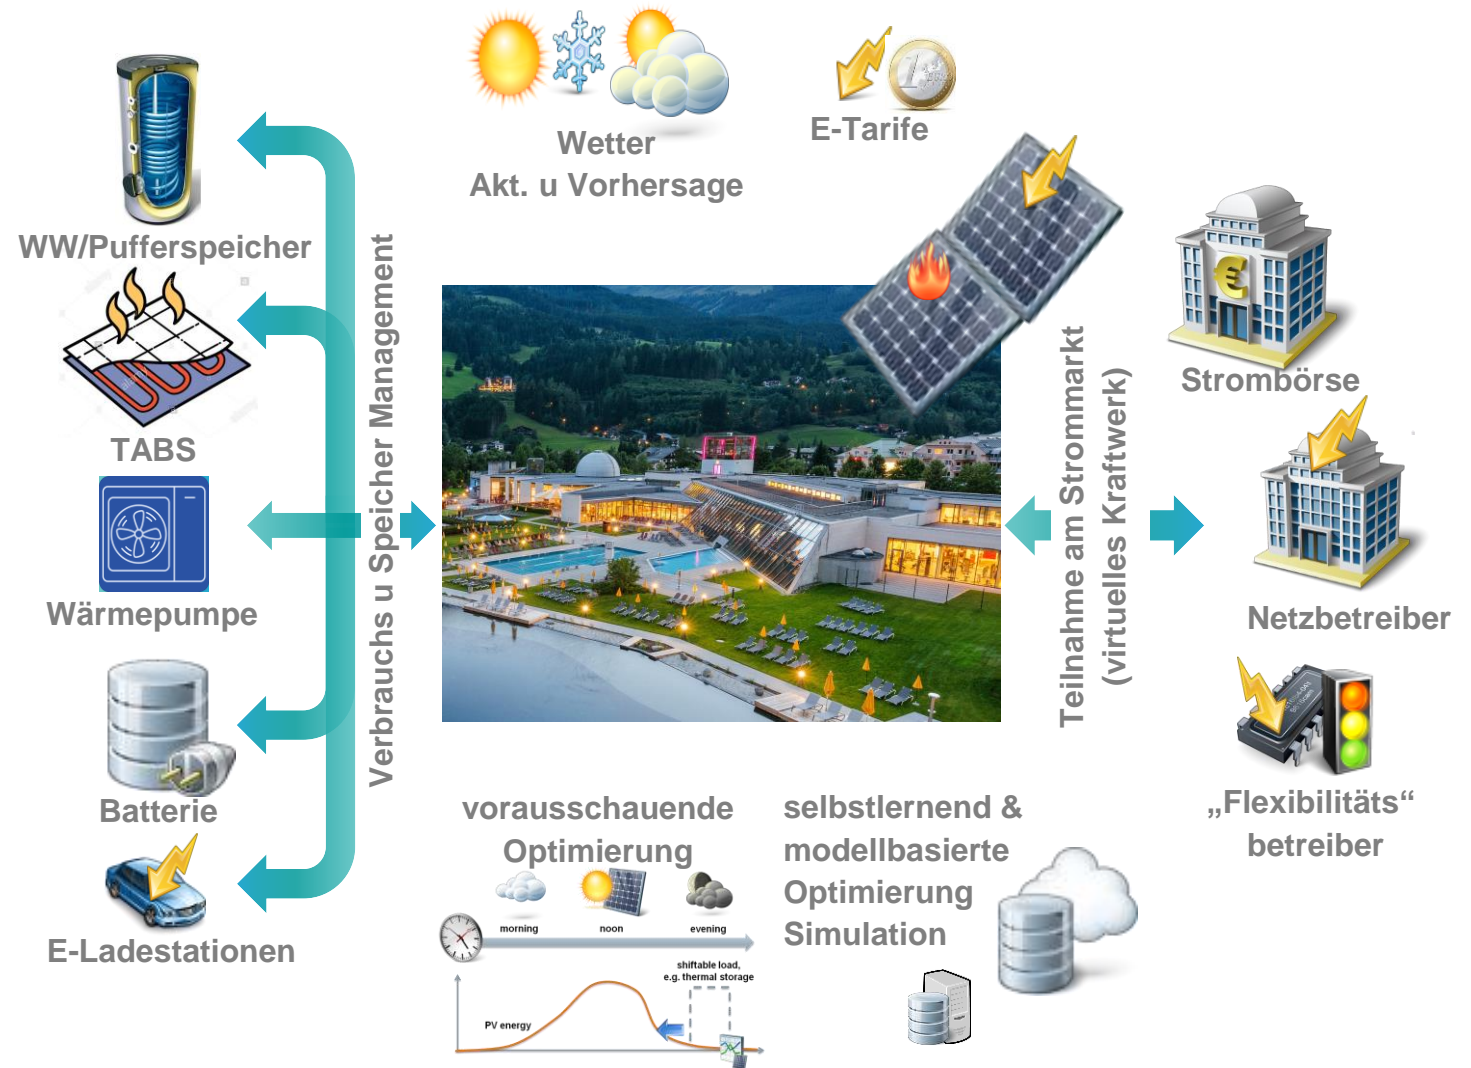 Wetter
Akt. u Vorhersage
E-Tarife
WW/Pufferspeicher
TABS
Wärmepumpe
Batterie
E-Ladestationen
Verbrauchs u Speicher Management
Teilnahme am Strommarkt
(virtuelles Kraftwerk)
Strombörse
Netzbetreiber
„Flexibilitäts“
betreiber
vorausschauende
Optimierung
morning
noon
evening
shiftable load,
e.g. thermal storage
PV energy
selbstlernend &
modellbasierte
Optimierung
Simulation